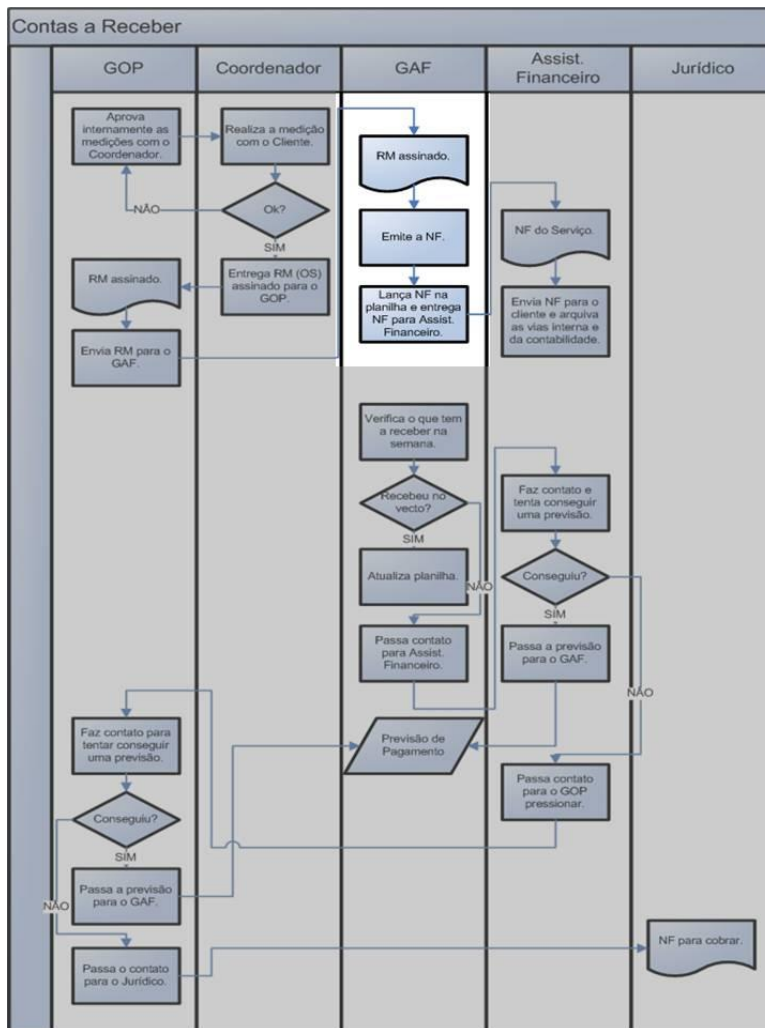 Contas a Receber
GOP
Coordenador
GAF
Assist.
Financeiro
Jurídico
Aprova
internamente as
medições com o
Coordenador.
Realiza a medição
com o Cliente.
RM assinado.
NÃO
Ok?
SIM
Emite a NF.
NF do Serviço.
RM assinado.
Entrega RM (OS)
assinado para o
GOP.
Lança NF na
planilha e entrega
NF para Assist.
Financeiro.
Envia NF para o
cliente e arquiva
as vias interna e
da contabilidade.
Envia RM para o
GAF.
Verifica o que tem
a receber na
semana.
Recebeu no
vecto?
SIM
NÃO
Faz contato e
tenta conseguir
uma previsão.
Atualiza planilha.
Conseguiu?
SIM
NÃO
Passa contato
para Assist.
Financeiro.
Passa a previsão
para o GAF.
Faz contato para
tentar conseguir
uma previsão.
Previsão de
Pagamento
Passa contato
para o GOP
pressionar.
Conseguiu?
SIM
NÃO
Passa a previsão
para o GAF.
Passa o contato
para o Jurídico.
NF para cobrar.